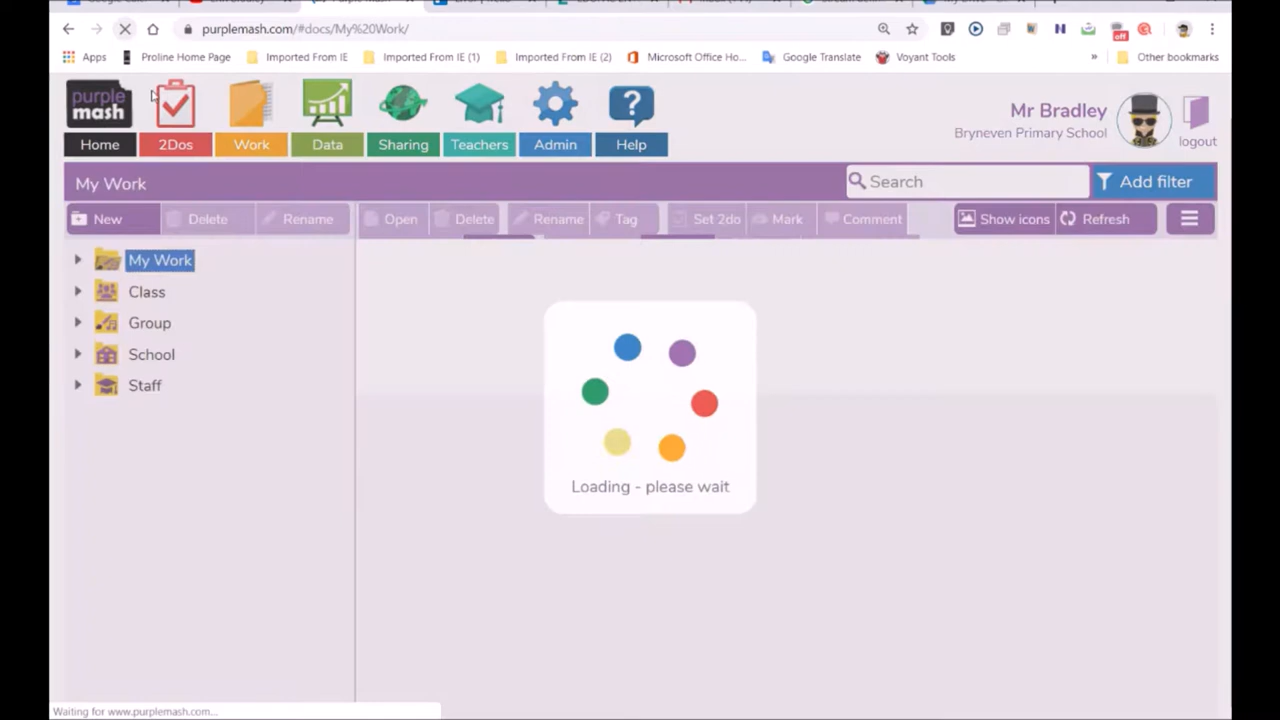 purplemash.com/#docs/My%20Work/
Apps Proline Home Page Imported From IE Imported From IE (1) Imported From IE (2) Microsoft Office Ho... Google Translate Voyant Tools » Other bookmarks
purple mash
Home 2Dos Work Data Sharing Teachers Admin Help
Mr Bradley
Bryneven Primary School
logout
My Work Search Add filter
New Delete Rename Open Delete Rename Tag Set 2do Mark Comment Show icons Refresh
My Work
Class
Group
School
Staff
Loading - please wait
Waiting for www.purplemash.com...